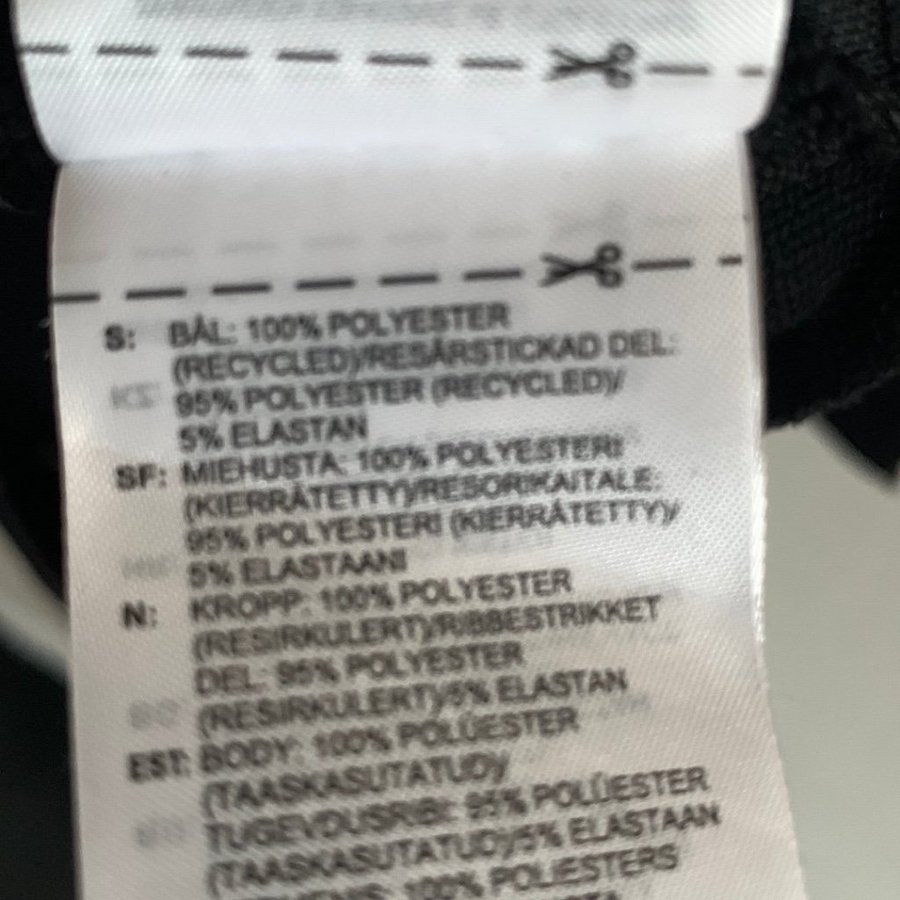 S: BÅL: 100% POLYESTER
(RECYCLED)/RESÅRSTICKAD DEL:
95% POLYESTER (RECYCLED)/
5% ELASTAN
SF: MIEHUSTA: 100% POLYESTERI
(KIERRÄTETTY)/RESORIKAITALE:
95% POLYESTERI (KIERRÄTETTY)/
5% ELASTAANI
N: KROPP: 100% POLYESTER
(RESIRKULERT)/RIBBESTRIKKET
DEL: 95% POLYESTER
(RESIRKULERT)/5% ELASTAN
EST: BODY: 100% POLÜESTER
(TAASKASUTATUD)/
TUGEVDUSRIBI: 95% POLÜESTER
(TAASKASUTATUD)/5% ELASTAAN
100% POLIESTERS